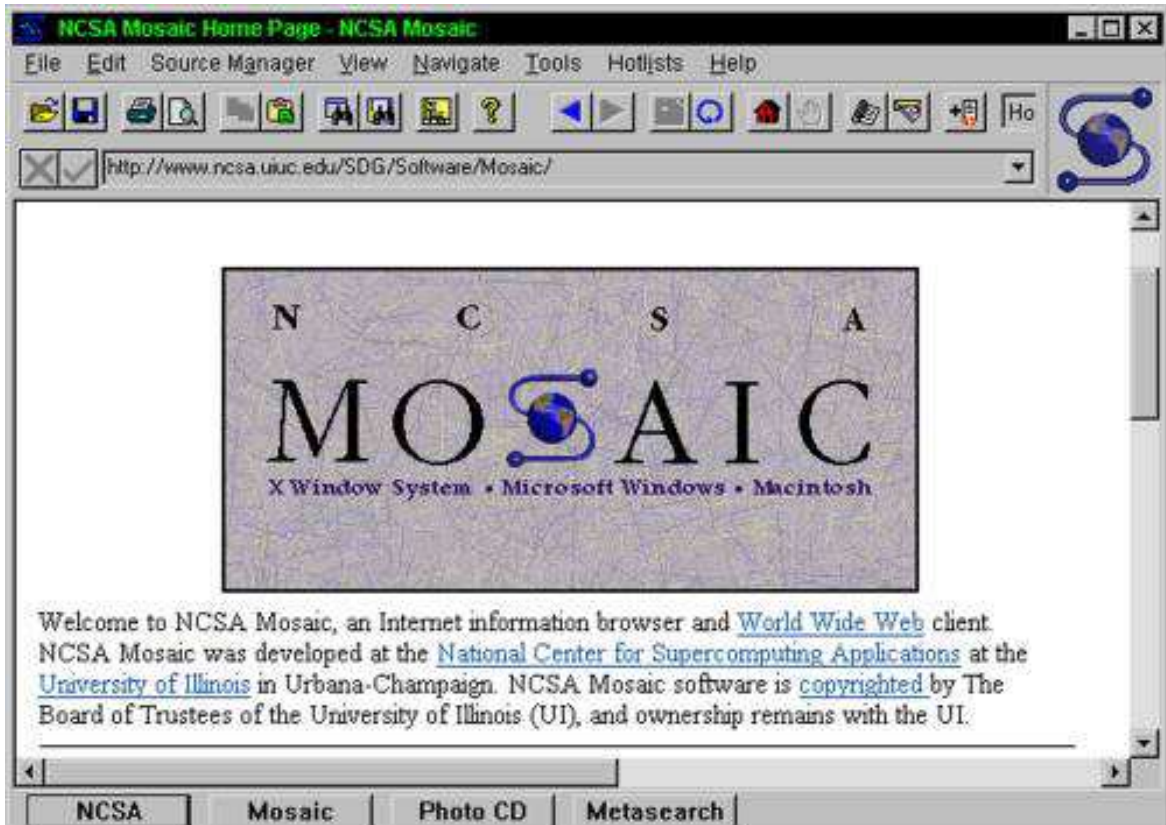 NCSA Mosaic Home Page - NCSA Mosaic
File Edit Source Manager View Navigate Tools Hotlists Help
Ho
http://www.ncsa.uiuc.edu/SDG/Software/Mosaic/
N C S A
MOSAIC
X Window System • Microsoft Windows • Macintosh
Welcome to NCSA Mosaic, an Internet information browser and World Wide Web client.
NCSA Mosaic was developed at the National Center for Supercomputing Applications at the
University of Illinois in Urbana-Champaign. NCSA Mosaic software is copyrighted by The
Board of Trustees of the University of Illinois (UI), and ownership remains with the UI.
NCSA Mosaic Photo CD Metasearch